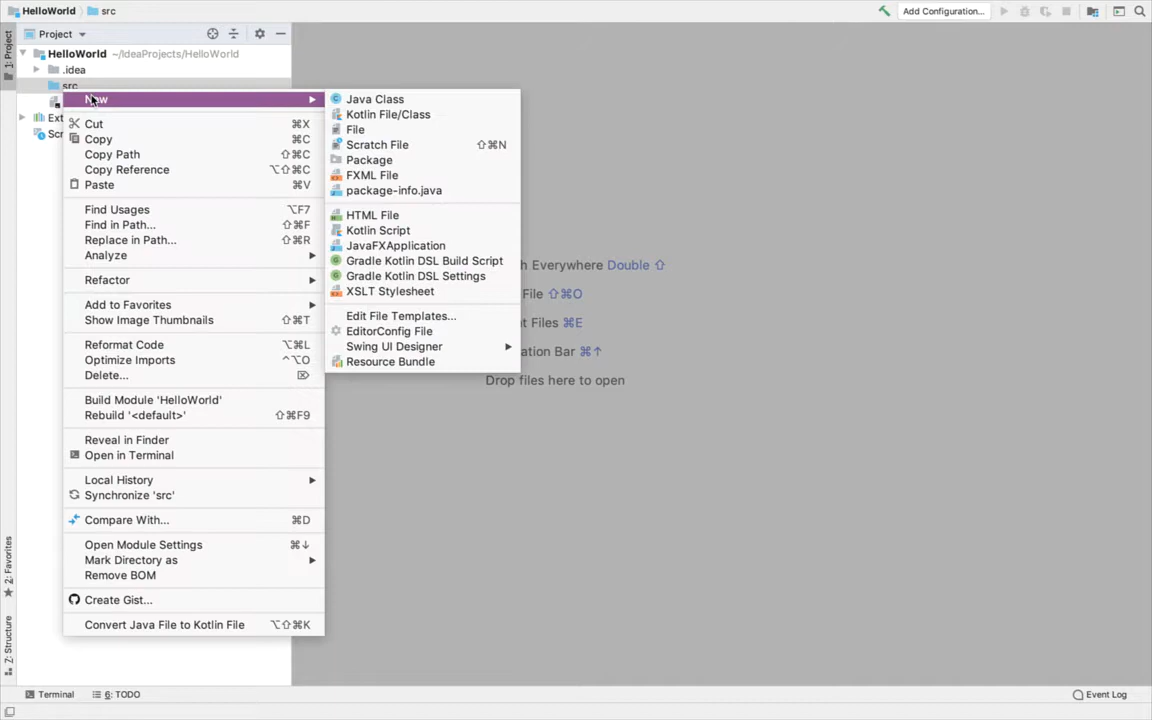 HelloWorld src Add Configuration...
1: Project
Project
HelloWorld ~/IdeaProjects/HelloWorld
.idea
src
Ext
Scr
New
Cut ⌘X
Copy ⌘C
Copy Path ⇧⌘C
Copy Reference ⌥⇧⌘C
Paste ⌘V
Find Usages ⌥F7
Find in Path... ⇧⌘F
Replace in Path... ⇧⌘R
Analyze
Refactor
Add to Favorites
Show Image Thumbnails ⇧⌘T
Reformat Code ⌥⌘L
Optimize Imports ^⌥O
Delete... ⌦
Build Module 'HelloWorld'
Rebuild '<default>' ⇧⌘F9
Reveal in Finder
Open in Terminal
Local History
Synchronize 'src'
Compare With... ⌘D
Open Module Settings ⌘↓
Mark Directory as
Remove BOM
Create Gist...
Convert Java File to Kotlin File ⌥⇧⌘K
Java Class
Kotlin File/Class
File
Scratch File ⇧⌘N
Package
FXML File
package-info.java
HTML File
Kotlin Script
JavaFXApplication
Gradle Kotlin DSL Build Script
Gradle Kotlin DSL Settings
XSLT Stylesheet
Edit File Templates...
EditorConfig File
Swing UI Designer
Resource Bundle
h Everywhere Double ⇧
File ⇧⌘O
t Files ⌘E
ation Bar ⌘↑
Drop files here to open
2: Favorites
Z: Structure
Terminal 6: TODO Event Log